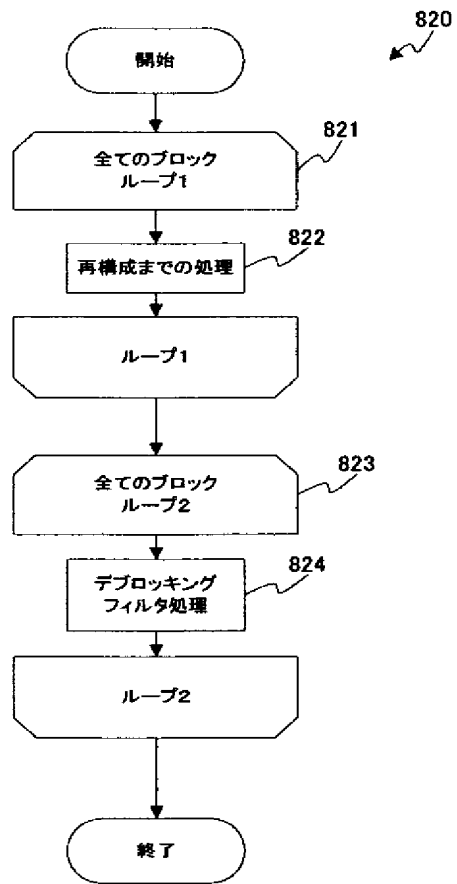 820
開始
821
全てのブロック
ループ1
822
再構成までの処理
ループ1
823
全てのブロック
ループ2
824
デブロッキング
フィルタ処理
ループ2
終了